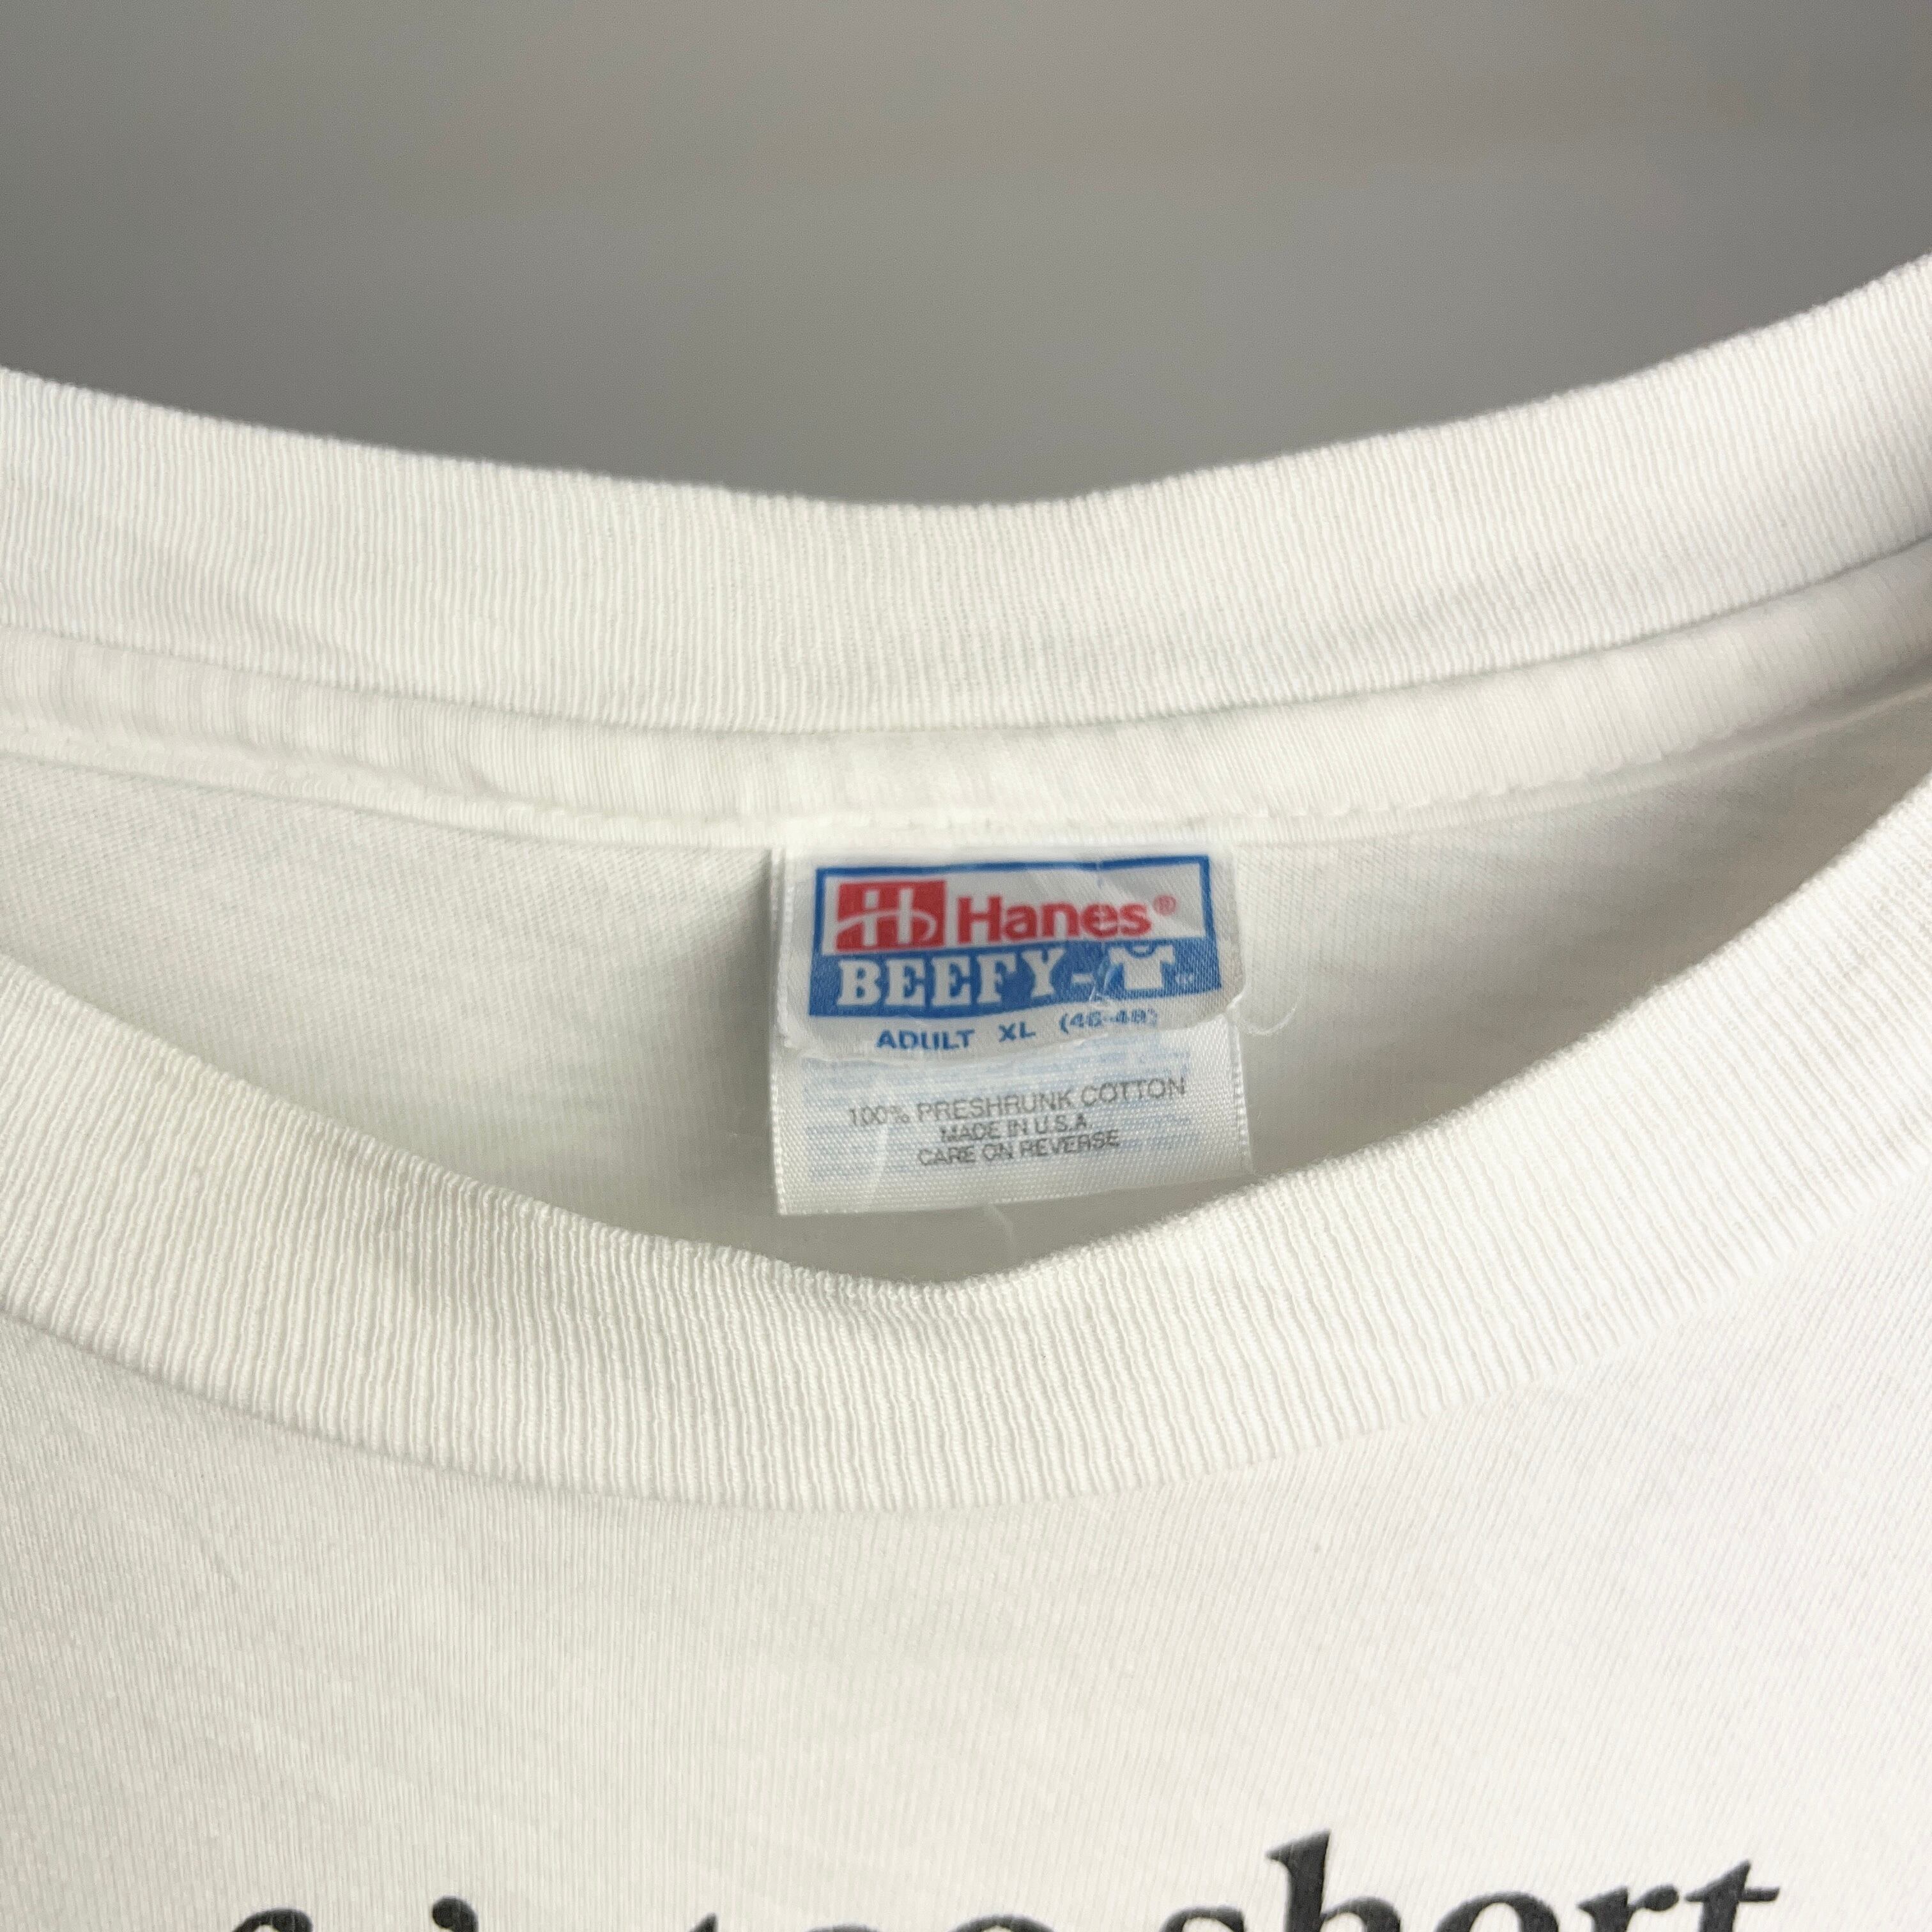 Hanes®
BEEFY-T
ADULT XL (46-48)
100% PRESHRUNK COTTON
MADE IN U.S.A.
CARE ON REVERSE
too short